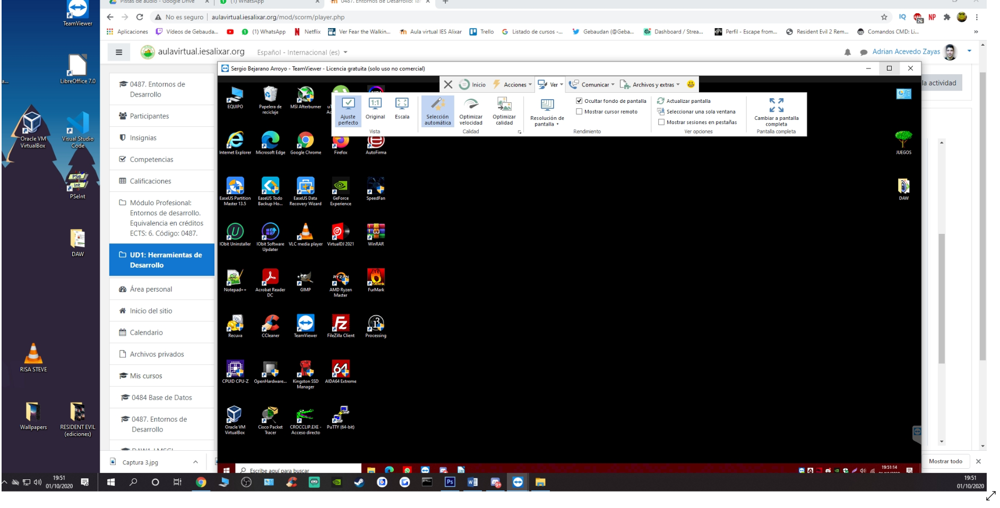 TeamViewer
LibreOffice 7.0
a...
Oracle VM
VirtualBox
Visual Studio
Code
PSeInt
DAW
RISA STEVE
Wallpapers
RESIDENT EVIL
(ediciones)
Pistas de audio - Google Drive
(1) WhatsApp
0487. Entornos de Desarrollo: Tar
No es seguro | aulavirtual.iesalixar.org/mod/scorm/player.php
IQ
26
NP
Aplicaciones
Vídeos de Gebauda...
(1) WhatsApp
Netflix
Ver Fear the Walkin...
Aula virtual IES Alixar
Trello
Listado de cursos -...
Gebaudan (@Geba...
Dashboard / Strea...
Perfil - Escape from...
Resident Evil 2 Rem...
Comandos CMD: Li...
»
aulavirtual.iesalixar.org
Español - Internacional (es)
Adrian Acevedo Zayas
la actividad
0487. Entornos de
Desarrollo
Participantes
Insignias
Competencias
Calificaciones
Módulo Profesional:
Entornos de desarrollo.
Equivalencia en créditos
ECTS: 6. Código: 0487.
UD1: Herramientas de
Desarrollo
Área personal
Inicio del sitio
Calendario
Archivos privados
Mis cursos
0484 Base de Datos
0487. Entornos de
Desarrollo
DAW1 LMSGI
Sergio Bejarano Arroyo - TeamViewer - Licencia gratuita (solo uso no comercial)
Inicio
Acciones
Ver
Comunicar
Archivos y extras
Ajuste
perfecto
1:1
Original
Escala
Vista
Selección
automática
Optimizar
velocidad
Optimizar
calidad
Calidad
Resolución de
pantalla
Ocultar fondo de pantalla
Mostrar cursor remoto
Rendimiento
Actualizar pantalla
Seleccionar una sola ventana
Mostrar sesiones en pestañas
Ver opciones
Cambiar a pantalla
completa
Pantalla completa
EQUIPO
Papelera de
reciclaje
MSI Afterburner
Internet Explorer
Microsoft Edge
Google Chrome
Firefox
AutoFirma
EaseUS Partition
Master 13.5
EaseUS Todo
Backup Ho...
EaseUS Data
Recovery Wizard
GeForce
Experience
SpeedFan
IObit Uninstaller
IObit Software
Updater
VLC media player
VirtualDJ 2021
WinRAR
Notepad++
Acrobat Reader
DC
GIMP
RYZEN
AMD Ryzen
Master
FurMark
Recuva
CCleaner
TeamViewer
FileZilla Client
Processing
CPUID CPU-Z
OpenHardware...
Kingston SSD
Manager
64
AIDA64 Extreme
Oracle VM
VirtualBox
Cisco Packet
Tracer
CROCCLIP.EXE -
Acceso directo
PuTTY (64-bit)
JUEGOS
DAW
Escribe aquí para buscar
19:51:14
Captura 3.jpg
Mostrar todo
19:51
01/10/2020
Ps
19:51
01/10/2020